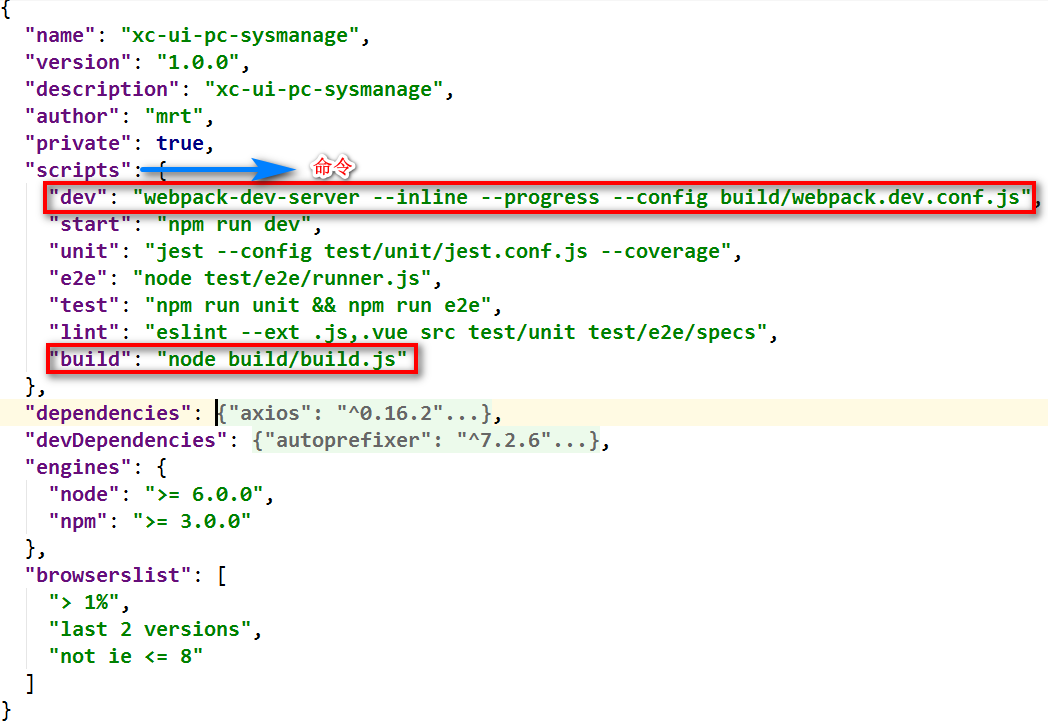 {
"name": "xc-ui-pc-sysmanage",
"version": "1.0.0",
"description": "xc-ui-pc-sysmanage",
"author": "mrt",
"private": true,
"scripts": { 命令
"dev": "webpack-dev-server --inline --progress --config build/webpack.dev.conf.js",
"start": "npm run dev",
"unit": "jest --config test/unit/jest.conf.js --coverage",
"e2e": "node test/e2e/runner.js",
"test": "npm run unit && npm run e2e",
"lint": "eslint --ext .js,.vue src test/unit test/e2e/specs",
"build": "node build/build.js"
},
"dependencies": {"axios": "^0.16.2"...},
"devDependencies": {"autoprefixer": "^7.2.6"...},
"engines": {
"node": ">= 6.0.0",
"npm": ">= 3.0.0"
},
"browserslist": [
"> 1%",
"last 2 versions",
"not ie <= 8"
]
}